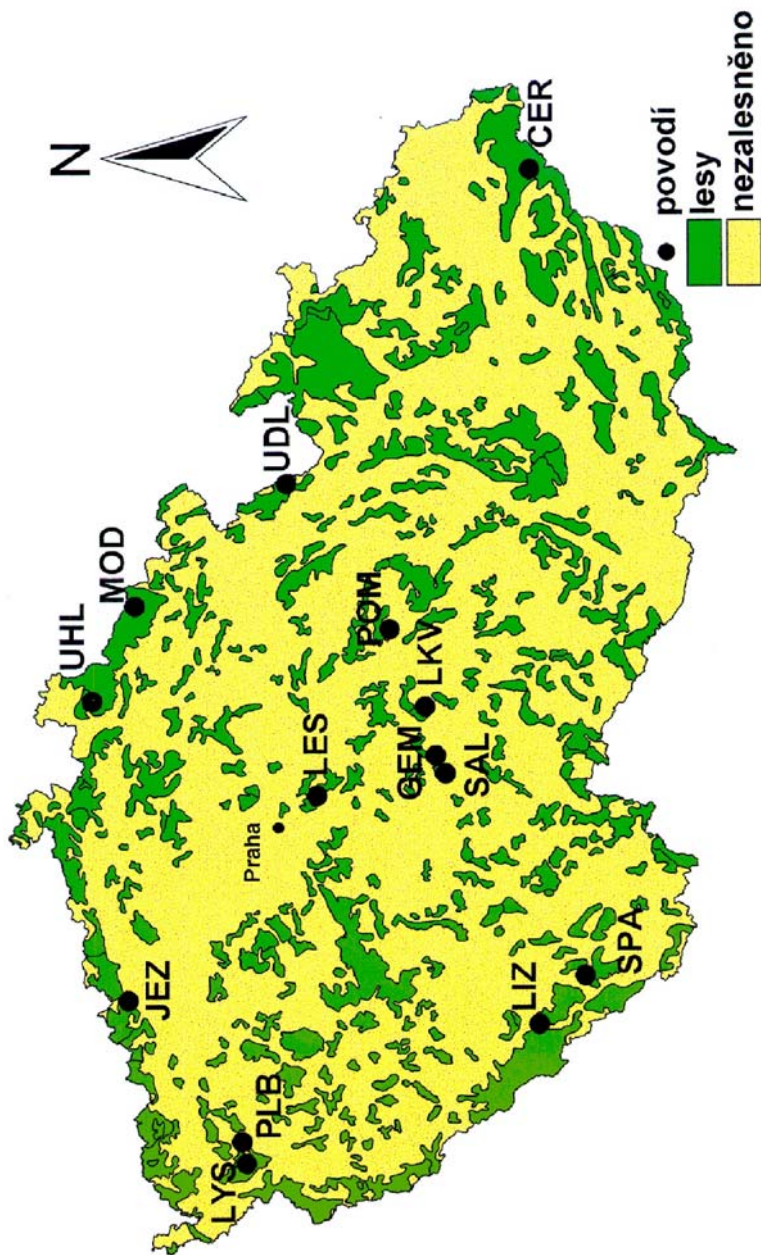 N
UHL
MOD
UDL
JEZ
LYS
PLB
Praha
LES
POM
LKV
GEM
SAL
LIZ
SPA
CER
povodí
lesy
nezalesněno